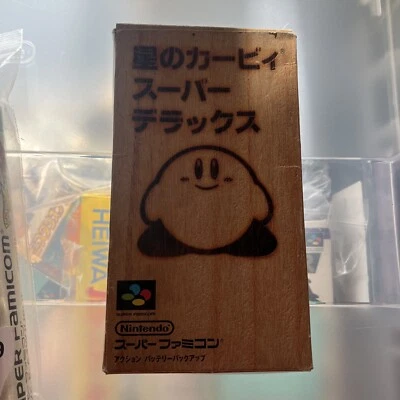 星のカービィ
スーパー
デラックス
SUPER FAMICOM
Nintendo
スーパーファミコン
アクション バッテリーバックアップ
SUPER FAMICOM
HEIWA